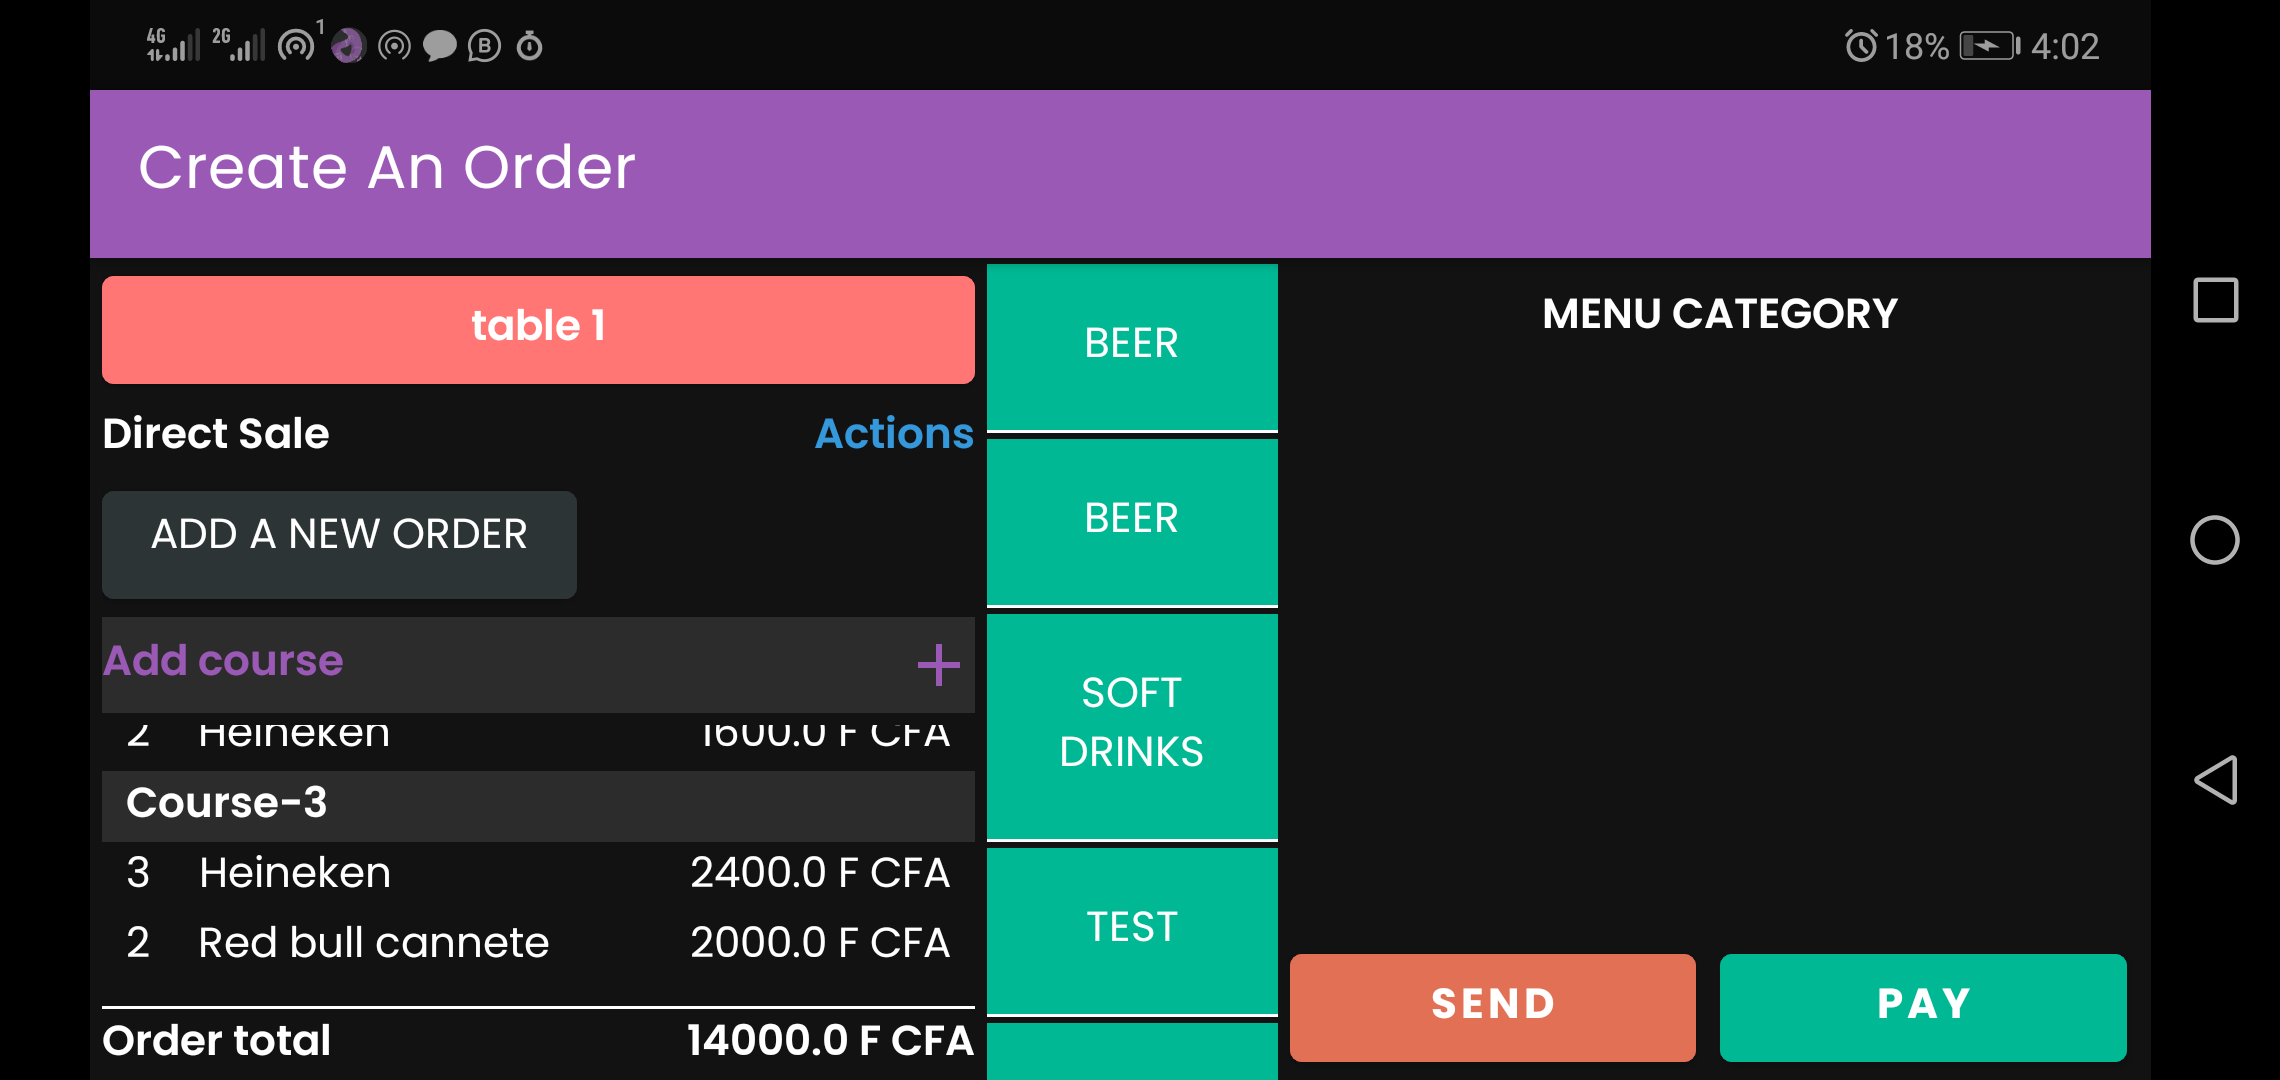 4G
2G
1
B
18%
4:02
Create An Order
table 1
Direct Sale
Actions
ADD A NEW ORDER
Add course
2 Heineken 1600.0 F CFA
Course-3
3 Heineken 2400.0 F CFA
2 Red bull cannete 2000.0 F CFA
Order total 14000.0 F CFA
BEER
BEER
SOFT
DRINKS
TEST
MENU CATEGORY
SEND
PAY